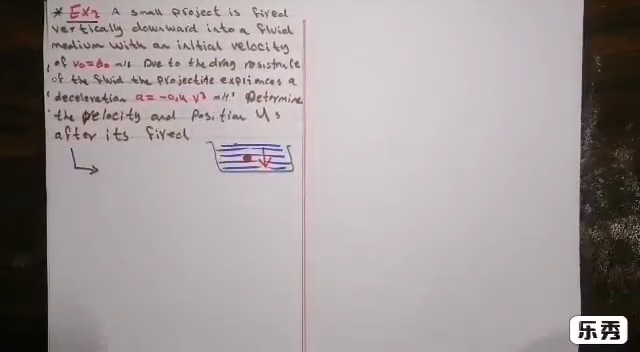 * Ex2 A small project is fired
vertically downward into a fluid
medium with an initial velocity
of v0=60 m/s Due to the drag resistance
of the fluid the projectile exprinces a
deceleration a = -0,4 v³ m/s² Determine
the velocity and position 4 s
after its fired
乐秀